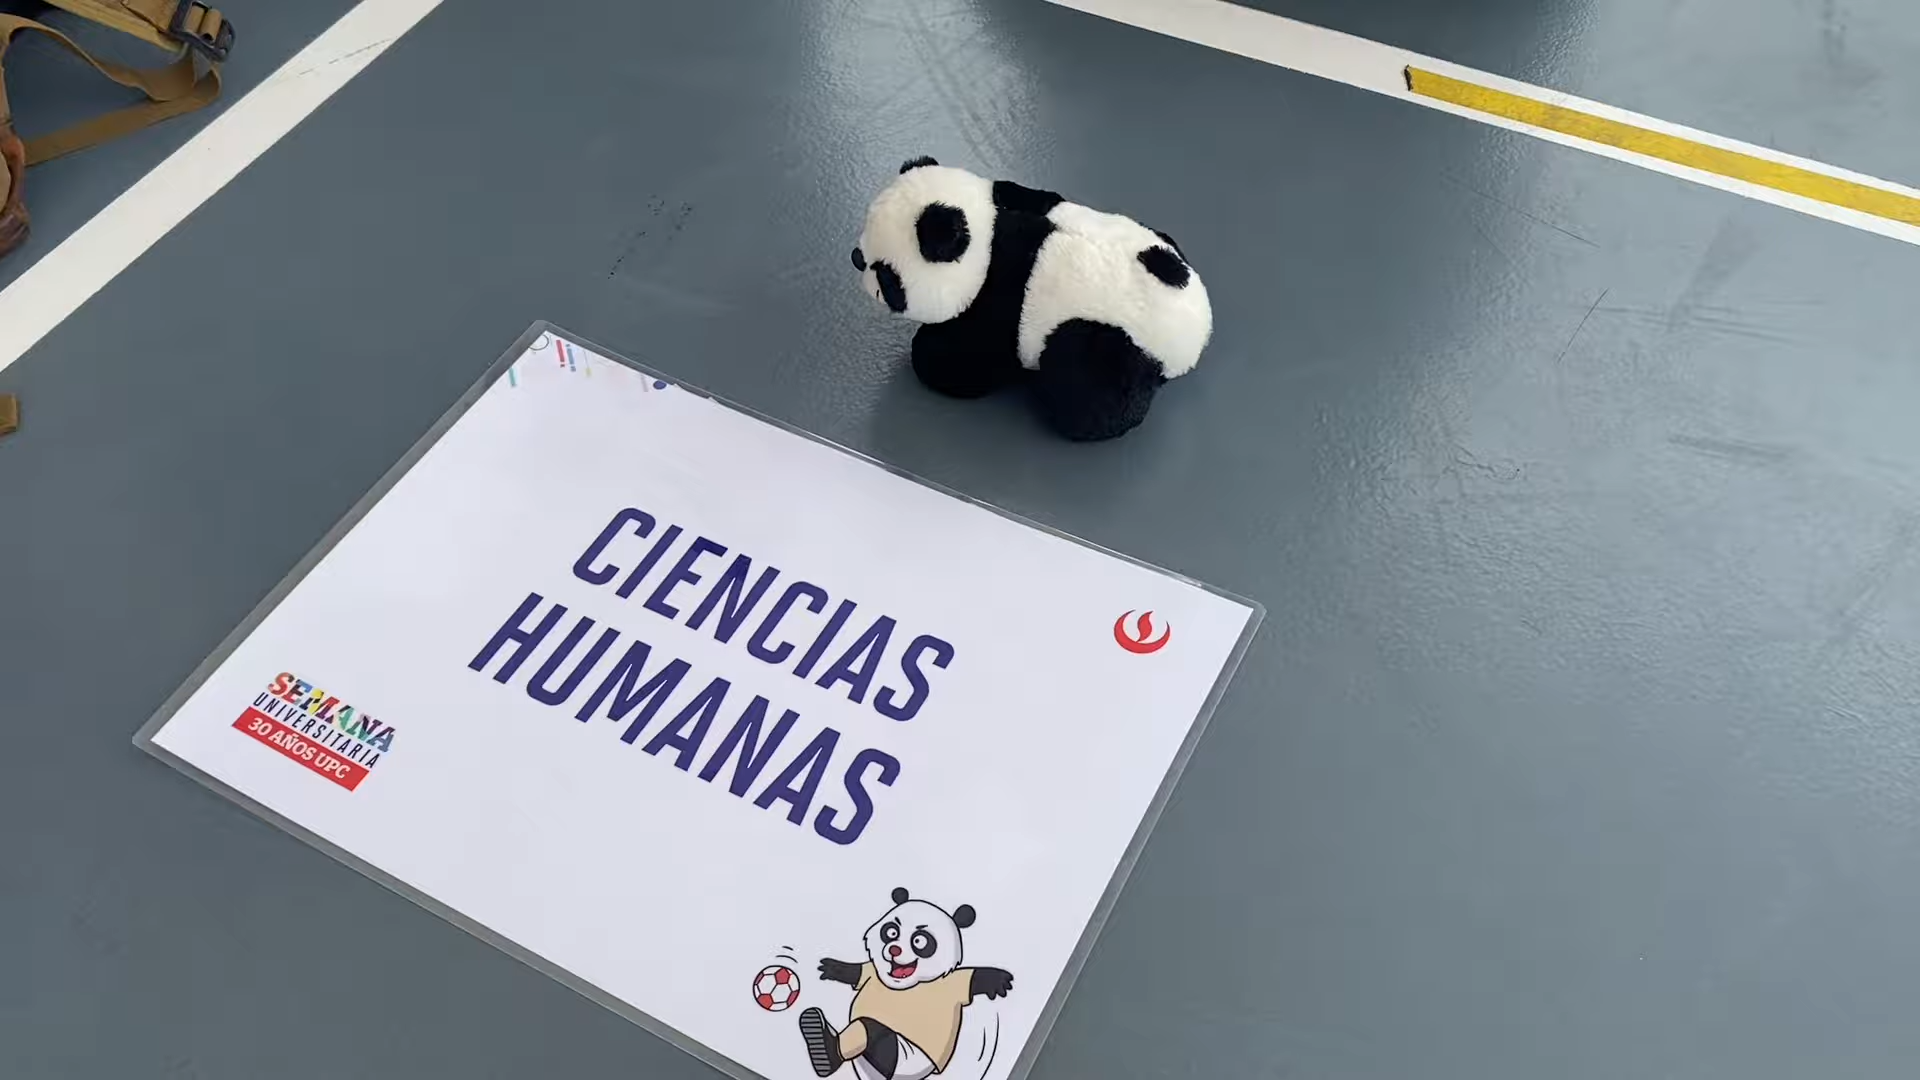 CIENCIAS
HUMANAS
SEMANA
UNIVERSITARIA
30 AÑOS UPC